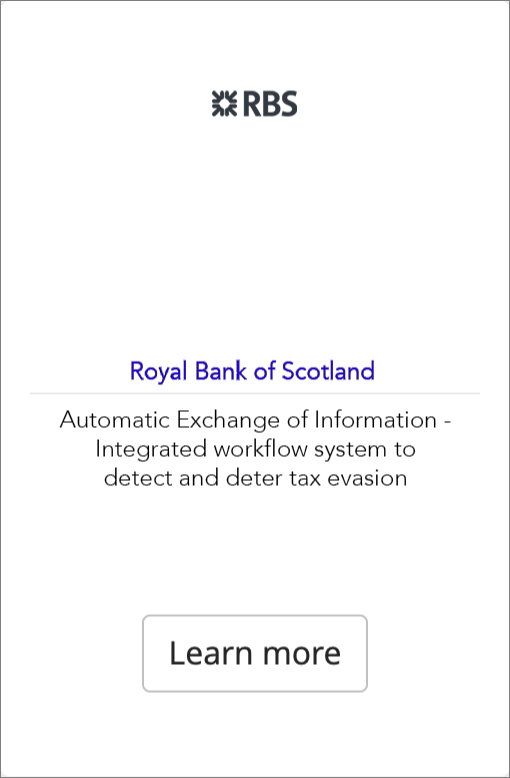 RBS
Royal Bank of Scotland
Automatic Exchange of Information -
Integrated workflow system to
detect and deter tax evasion
Learn more